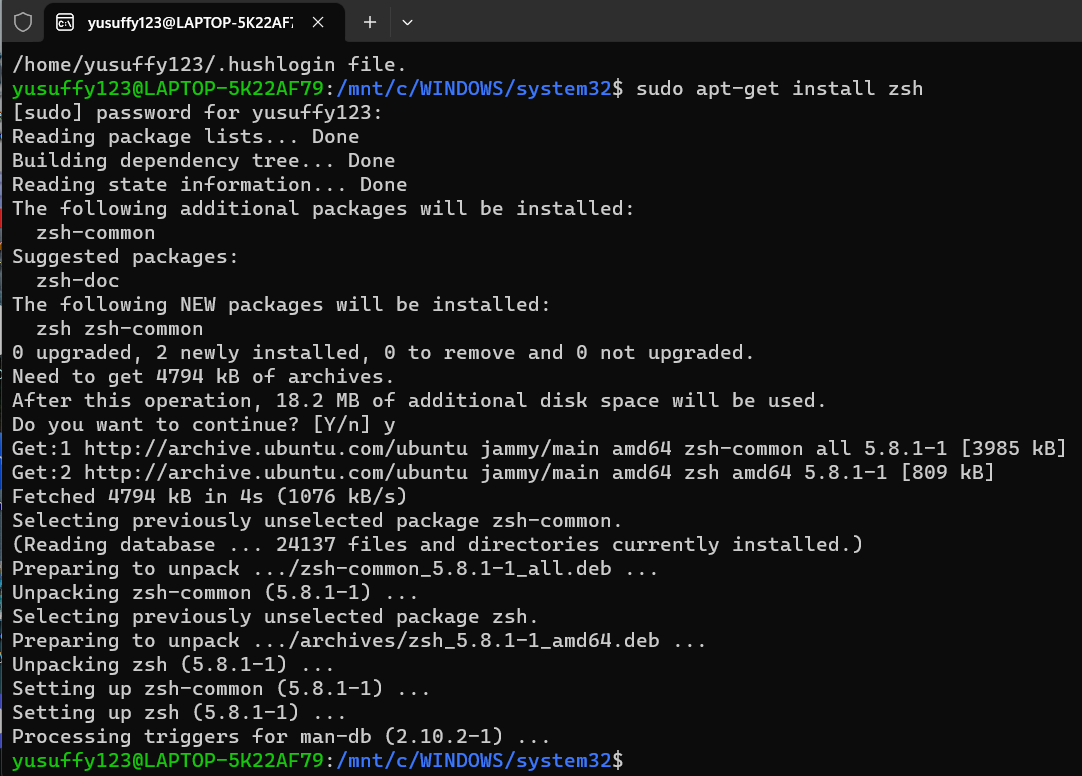 yusuffy123@LAPTOP-5K22AF7
/home/yusuffy123/.hushlogin file.
yusuffy123@LAPTOP-5K22AF79:/mnt/c/WINDOWS/system32$ sudo apt-get install zsh
[sudo] password for yusuffy123:
Reading package lists... Done
Building dependency tree... Done
Reading state information... Done
The following additional packages will be installed:
  zsh-common
Suggested packages:
  zsh-doc
The following NEW packages will be installed:
  zsh zsh-common
0 upgraded, 2 newly installed, 0 to remove and 0 not upgraded.
Need to get 4794 kB of archives.
After this operation, 18.2 MB of additional disk space will be used.
Do you want to continue? [Y/n] y
Get:1 http://archive.ubuntu.com/ubuntu jammy/main amd64 zsh-common all 5.8.1-1 [3985 kB]
Get:2 http://archive.ubuntu.com/ubuntu jammy/main amd64 zsh amd64 5.8.1-1 [809 kB]
Fetched 4794 kB in 4s (1076 kB/s)
Selecting previously unselected package zsh-common.
(Reading database ... 24137 files and directories currently installed.)
Preparing to unpack .../zsh-common_5.8.1-1_all.deb ...
Unpacking zsh-common (5.8.1-1) ...
Selecting previously unselected package zsh.
Preparing to unpack .../archives/zsh_5.8.1-1_amd64.deb ...
Unpacking zsh (5.8.1-1) ...
Setting up zsh-common (5.8.1-1) ...
Setting up zsh (5.8.1-1) ...
Processing triggers for man-db (2.10.2-1) ...
yusuffy123@LAPTOP-5K22AF79:/mnt/c/WINDOWS/system32$